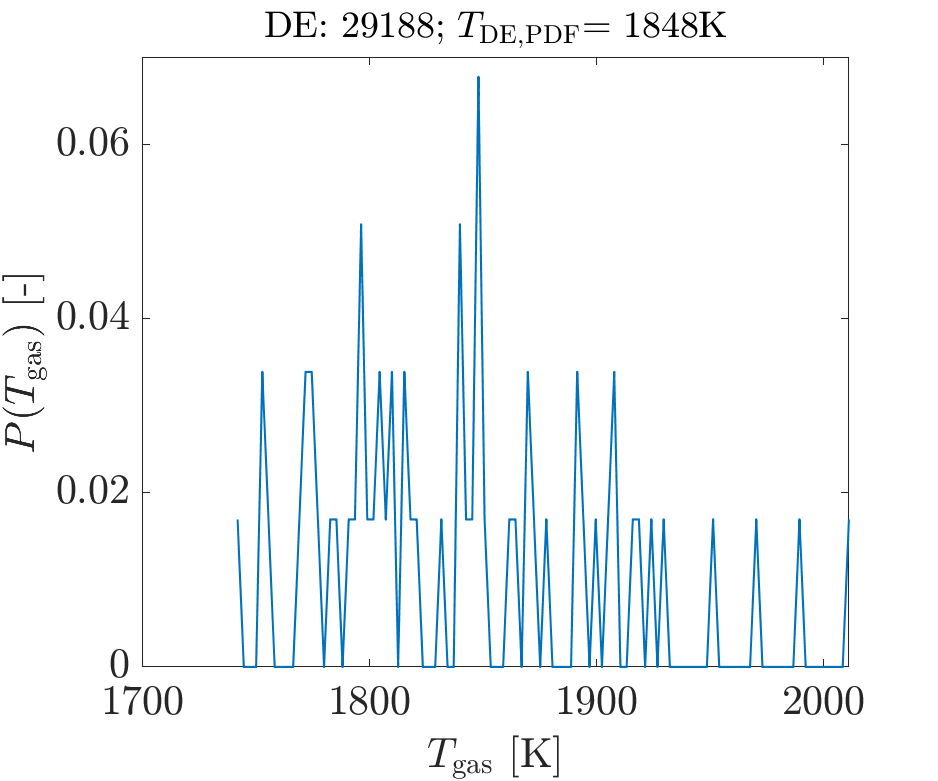 DE: 29188; T_DE,PDF= 1848K
P(T_gas) [-]
0.06
0.04
0.02
0
1700 1800 1900 2000
T_gas [K]